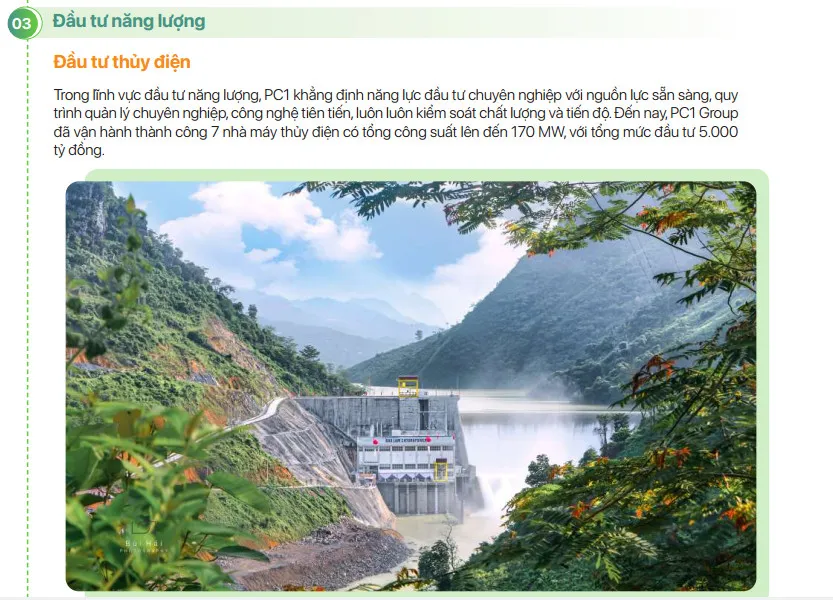 03
Đầu tư năng lượng
Đầu tư thủy điện
Trong lĩnh vực đầu tư năng lượng, PC1 khẳng định năng lực đầu tư chuyên nghiệp với nguồn lực sẵn sàng, quy
trình quản lý chuyên nghiệp, công nghệ tiên tiến, luôn luôn kiểm soát chất lượng và tiến độ. Đến nay, PC1 Group
đã vận hành thành công 7 nhà máy thủy điện có tổng công suất lên đến 170 MW, với tổng mức đầu tư 5.000
tỷ đồng.
PHOTOGRAPHY